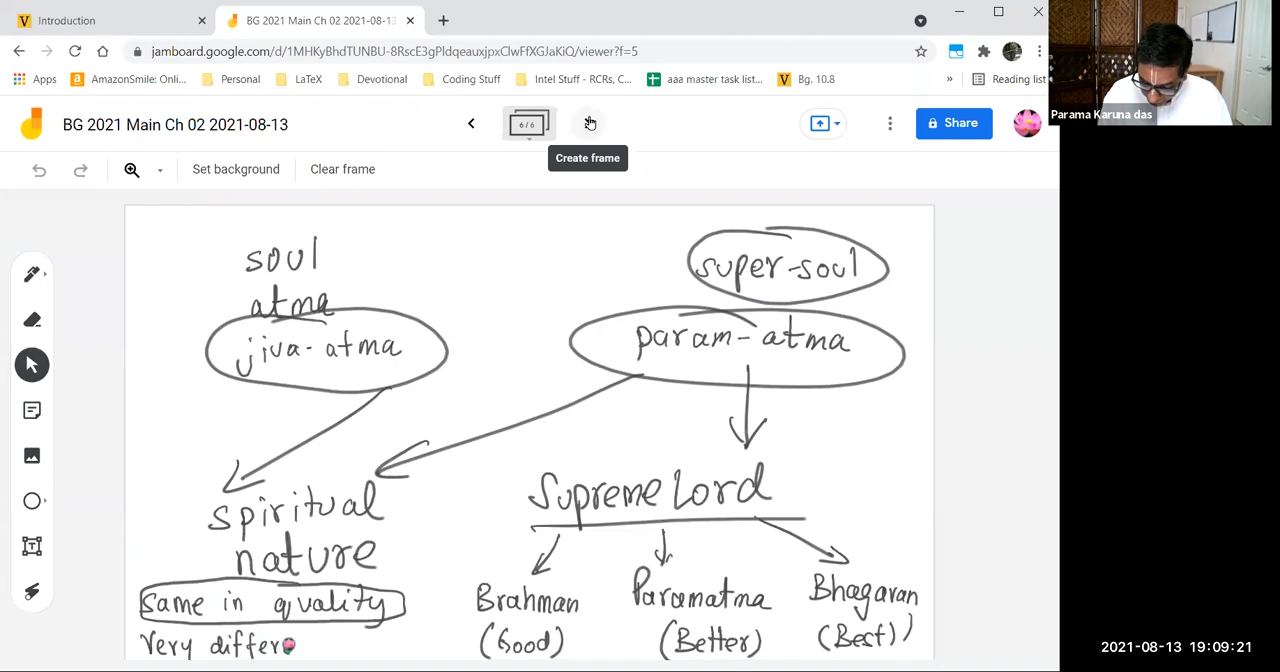 Introduction
BG 2021 Main Ch 02 2021-08-13
jamboard.google.com/d/1MHKyBhdTUNBU-8RscE3gPldqeauxjpxClwFfXGJaKiQ/viewer?f=5
Apps
AmazonSmile: Onli...
Personal
LaTeX
Devotional
Coding Stuff
Intel Stuff - RCRs, C...
aaa master task list...
Bg. 10.8
»
Reading list
Parama Karuna das
BG 2021 Main Ch 02 2021-08-13
6/6
Share
Create frame
Set background
Clear frame
soul
super-soul
atma
jiva-atma
param-atma
Supreme Lord
spiritual
nature
same in quality
Very differ
Brahman
(Good)
Paramatma
(Better)
Bhagavan
(Best))
2021-08-13 19:09:21